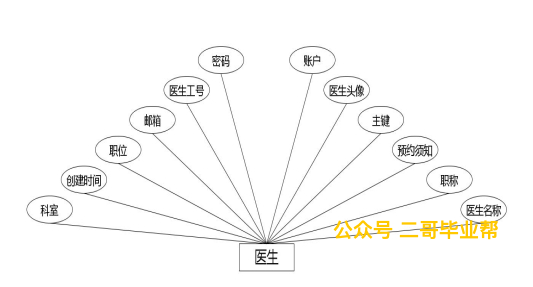 密码
账户
医生工号
医生头像
邮箱
主键
职位
预约须知
创建时间
职称
科室
医生名称
公众号 二哥毕业帮
医生